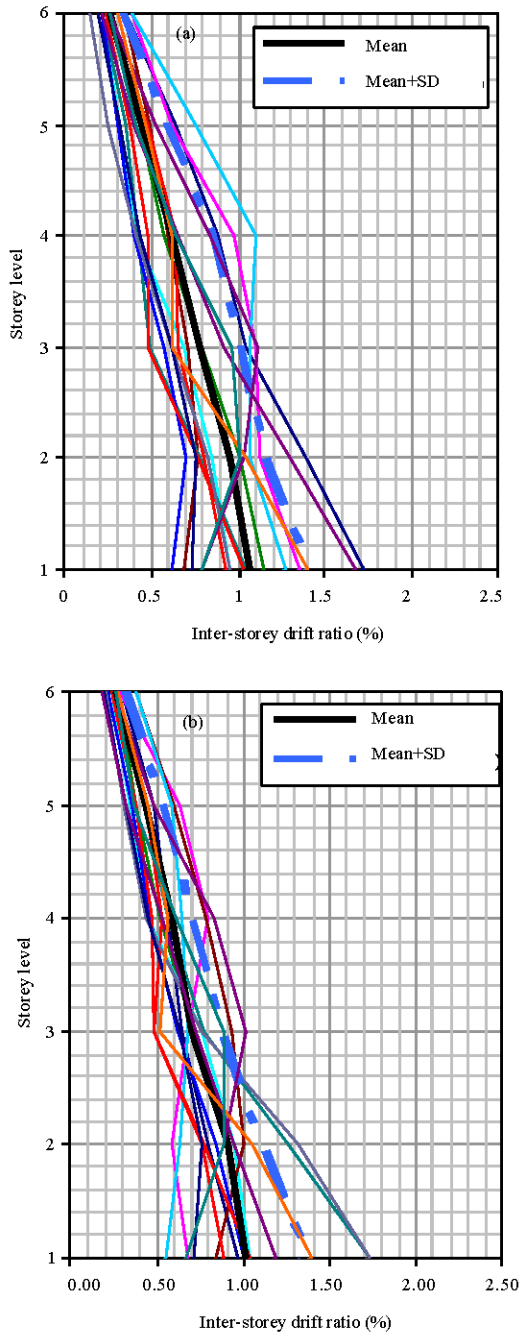 6
(a)
Mean
Mean+SD
5
4
Storey level
3
2
1
0 0.5 1 1.5 2 2.5
Inter-storey drift ratio (%)
6
(b)
Mean
Mean+SD
5
4
Storey level
3
2
1
0.00 0.50 1.00 1.50 2.00 2.50
Inter-storey drift ratio (%)